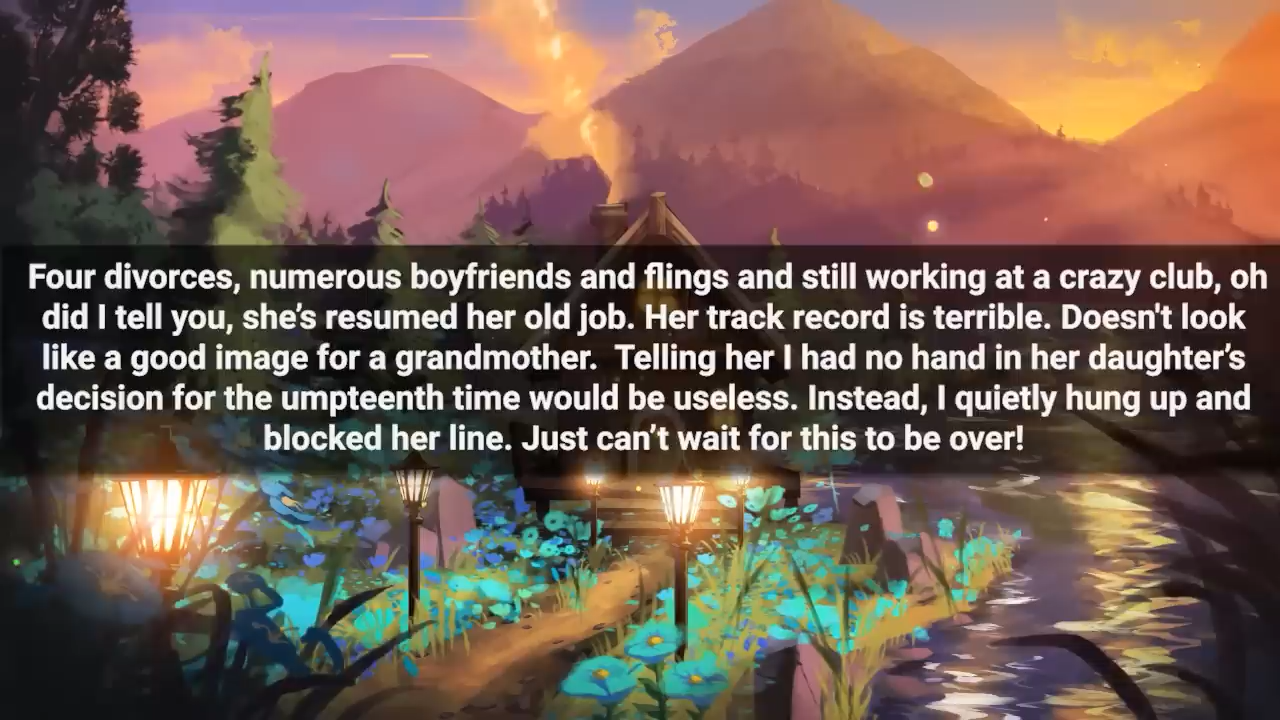 Four divorces, numerous boyfriends and flings and still working at a crazy club, oh
did I tell you, she’s resumed her old job. Her track record is terrible. Doesn't look
like a good image for a grandmother.  Telling her I had no hand in her daughter’s
decision for the umpteenth time would be useless. Instead, I quietly hung up and
blocked her line. Just can’t wait for this to be over!